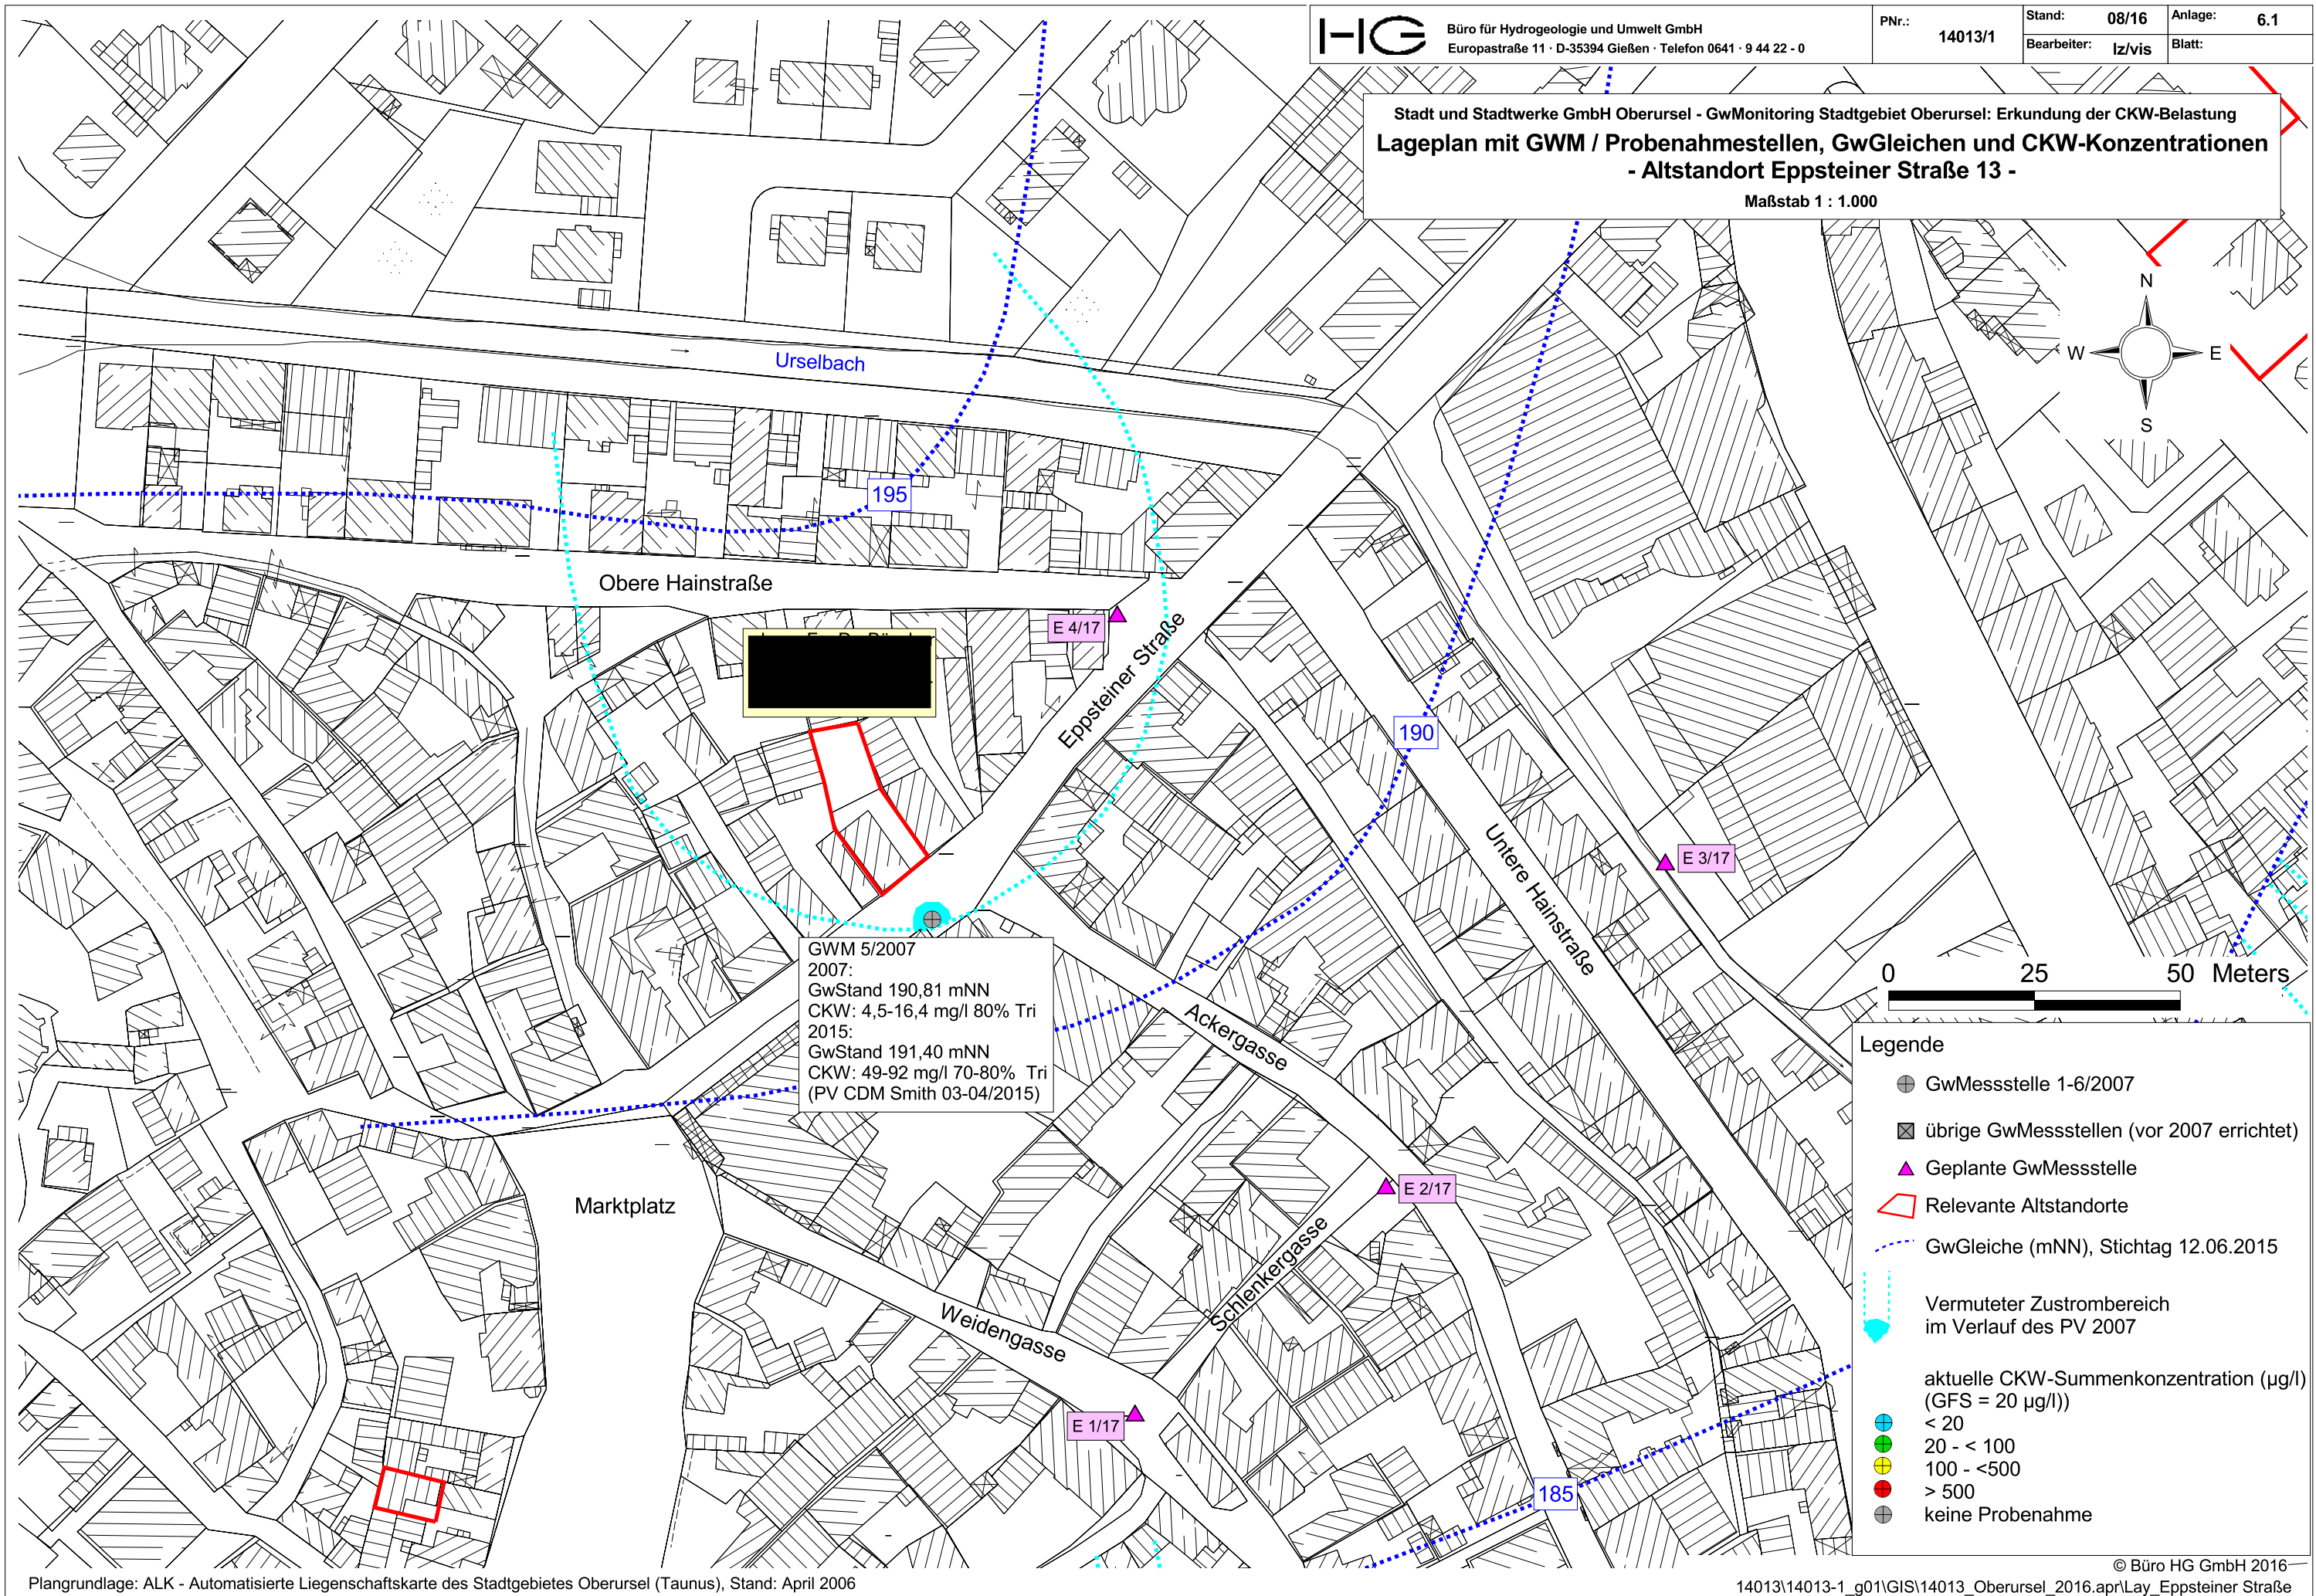 HG
Büro für Hydrogeologie und Umwelt GmbH
Europastraße 11 · D-35394 Gießen · Telefon 0641 · 9 44 22 - 0
PNr.: 14013/1
Stand: 08/16
Bearbeiter: lz/vis
Anlage: 6.1
Blatt:
Stadt und Stadtwerke GmbH Oberursel - GwMonitoring Stadtgebiet Oberursel: Erkundung der CKW-Belastung
Lageplan mit GWM / Probenahmestellen, GwGleichen und CKW-Konzentrationen
- Altstandort Eppsteiner Straße 13 -
Maßstab 1 : 1.000
N
W
E
S
Urselbach
195
Obere Hainstraße
E 4/17
Eppsteiner Straße
190
Untere Hainstraße
E 3/17
GWM 5/2007
2007:
GwStand 190,81 mNN
CKW: 4,5-16,4 mg/l 80% Tri
2015:
GwStand 191,40 mNN
CKW: 49-92 mg/l 70-80% Tri
(PV CDM Smith 03-04/2015)
Ackergasse
0 25 50 Meters
Marktplatz
E 2/17
Schlenkergasse
Weidengasse
E 1/17
185
Legende
GwMessstelle 1-6/2007
übrige GwMessstellen (vor 2007 errichtet)
Geplante GwMessstelle
Relevante Altstandorte
GwGleiche (mNN), Stichtag 12.06.2015
Vermuteter Zustrombereich
im Verlauf des PV 2007
aktuelle CKW-Summenkonzentration (µg/l)
(GFS = 20 µg/l))
< 20
20 - < 100
100 - <500
> 500
keine Probenahme
© Büro HG GmbH 2016
Plangrundlage: ALK - Automatisierte Liegenschaftskarte des Stadtgebietes Oberursel (Taunus), Stand: April 2006
14013\14013-1_g01\GIS\14013_Oberursel_2016.apr\Lay_Eppsteiner Straße